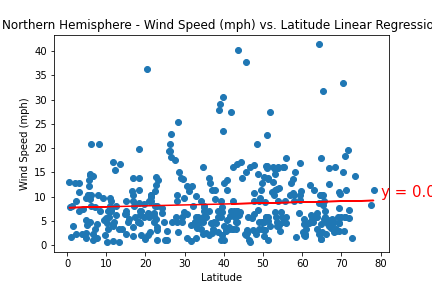 Northern Hemisphere - Wind Speed (mph) vs. Latitude Linear Regressio
40
35
30
25
20
15
10
5
0
Wind Speed (mph)
y = 0.0
0 10 20 30 40 50 60 70 80
Latitude